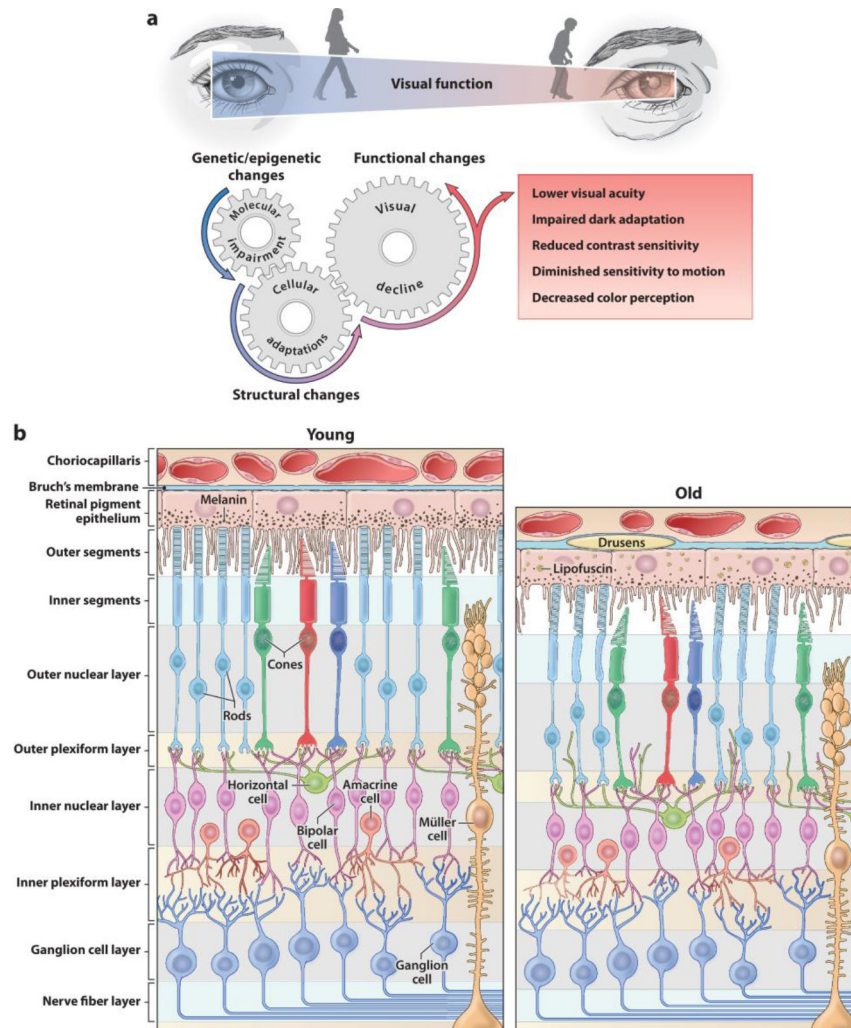 a
Visual function
Genetic/epigenetic
changes
Functional changes
Molecular
impairment
Visual
decline
Cellular
adaptations
Structural changes
Lower visual acuity
Impaired dark adaptation
Reduced contrast sensitivity
Diminished sensitivity to motion
Decreased color perception
b
Young
Choriocapillaris
Bruch's membrane
Retinal pigment
epithelium
Melanin
Outer segments
Inner segments
Outer nuclear layer
Cones
Rods
Outer plexiform layer
Horizontal
cell
Amacrine
cell
Inner nuclear layer
Bipolar
cell
Müller
cell
Inner plexiform layer
Ganglion cell layer
Ganglion
cell
Nerve fiber layer
Old
Drusens
Lipofuscin